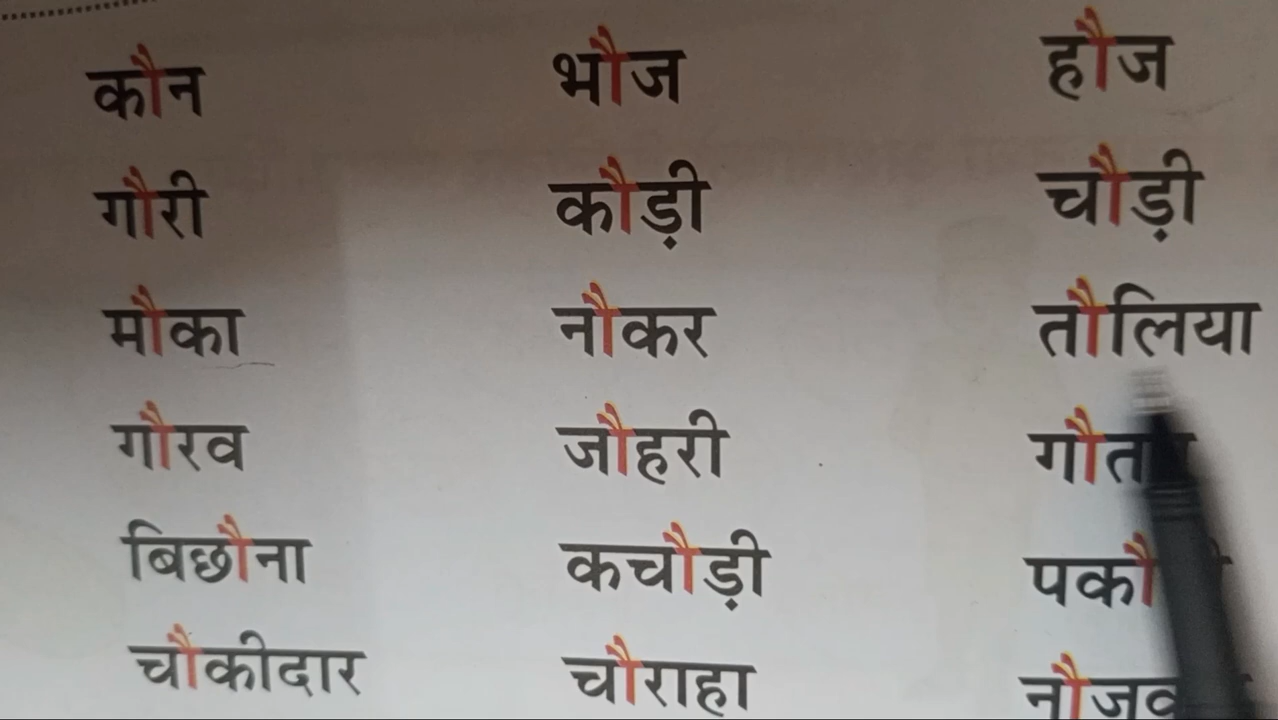 कौन भौज हौज
गौरी कौड़ी चौड़ी
मौका नौकर तौलिया
गौरव जौहरी
बिछौना कचौड़ी
चौकीदार चौराहा